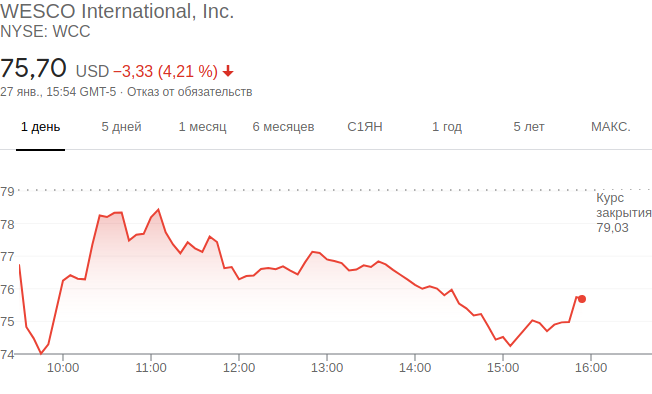 WESCO International, Inc.
NYSE: WCC
75,70 USD −3,33 (4,21 %)
27 янв., 15:54 GMT-5 · Отказ от обязательств
1 день 5 дней 1 месяц 6 месяцев С1ЯН 1 год 5 лет МАКС.
79
Курс
закрытия
79,03
78
77
76
75
74
10:00 11:00 12:00 13:00 14:00 15:00 16:00